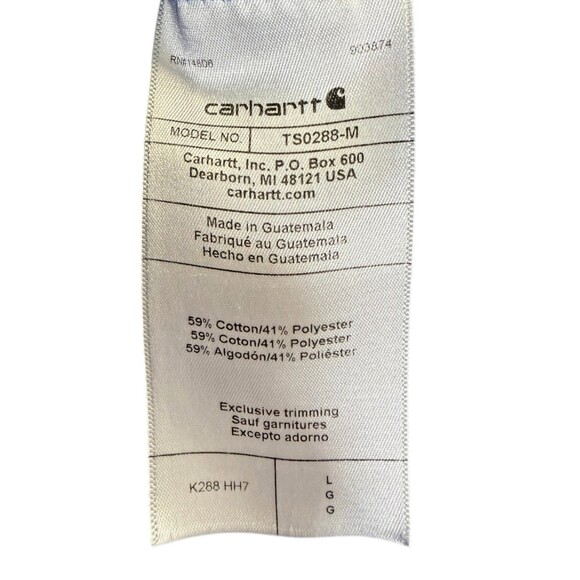 RN#14806 903874
carhartt
MODEL NO. TS0288-M
Carhartt, Inc. P.O. Box 600
Dearborn, MI 48121 USA
carhartt.com
Made in Guatemala
Fabriqué au Guatemala
Hecho en Guatemala
59% Cotton/41% Polyester
59% Coton/41% Polyester
59% Algodón/41% Poliéster
Exclusive trimming
Sauf garnitures
Excepto adorno
K288 HH7
L
G
G